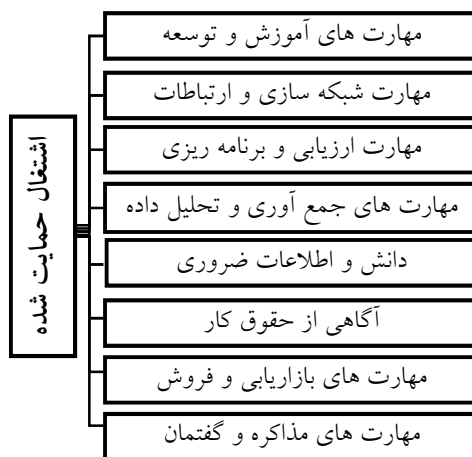 مهارت های آموزش و توسعه
مهارت شبکه سازی و ارتباطات
مهارت ارزیابی و برنامه ریزی
مهارت های جمع آوری و تحلیل داده
دانش و اطلاعات ضروری
آگاهی از حقوق کار
مهارت های بازاریابی و فروش
مهارت های مذاکره و گفتمان
اشتغال حمایت شده